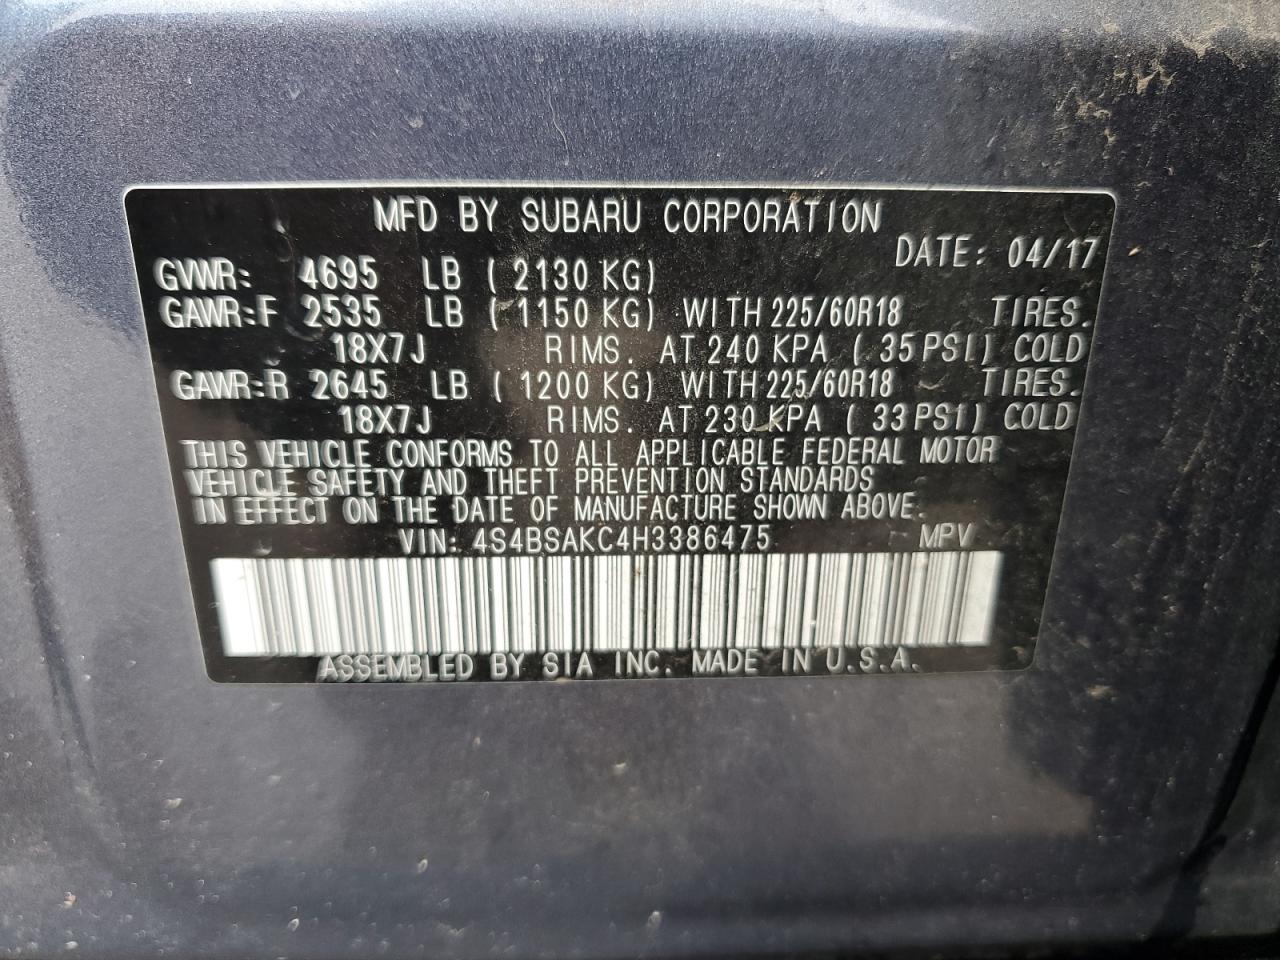 MFD BY SUBARU CORPORATION
DATE: 04/17
GVWR: 4695 LB ( 2130 KG)
GAWR:F 2535 LB ( 1150 KG) WITH 225/60R18 TIRES.
18X7J RIMS. AT 240 KPA ( 35 PSI) COLD
GAWR:R 2645 LB ( 1200 KG) WITH 225/60R18 TIRES.
18X7J RIMS. AT 230 KPA ( 33 PSI) COLD
THIS VEHICLE CONFORMS TO ALL APPLICABLE FEDERAL MOTOR
VEHICLE SAFETY AND THEFT PREVENTION STANDARDS
IN EFFECT ON THE DATE OF MANUFACTURE SHOWN ABOVE.
VIN: 4S4BSAKC4H3386475 MPV
ASSEMBLED BY SIA INC. MADE IN U.S.A.